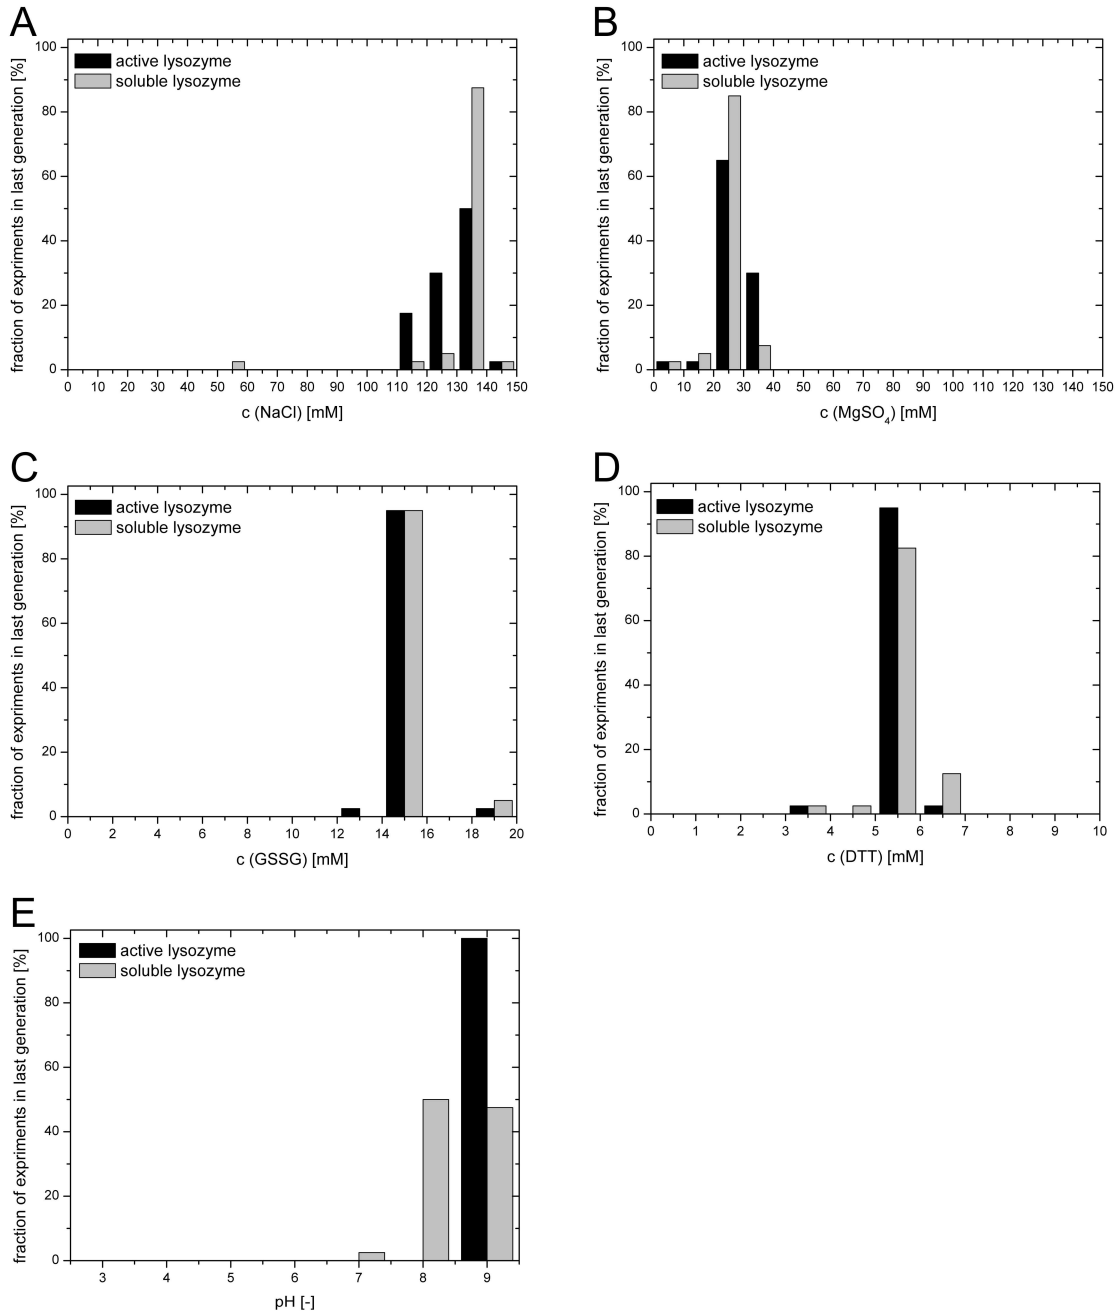 A
fraction of expriments in last generation [%]
100
80
60
40
20
0
active lysozyme
soluble lysozyme
0 10 20 30 40 50 60 70 80 90 100 110 120 130 140 150
c (NaCl) [mM]
B
fraction of expriments in last generation [%]
100
80
60
40
20
0
active lysozyme
soluble lysozyme
0 10 20 30 40 50 60 70 80 90 100 110 120 130 140 150
c (MgSO4) [mM]
C
fraction of expriments in last generation [%]
100
80
60
40
20
0
active lysozyme
soluble lysozyme
0 2 4 6 8 10 12 14 16 18 20
c (GSSG) [mM]
D
fraction of expriments in last generation [%]
100
80
60
40
20
0
active lysozyme
soluble lysozyme
0 1 2 3 4 5 6 7 8 9 10
c (DTT) [mM]
E
fraction of expriments in last generation [%]
100
80
60
40
20
0
active lysozyme
soluble lysozyme
3 4 5 6 7 8 9
pH [-]